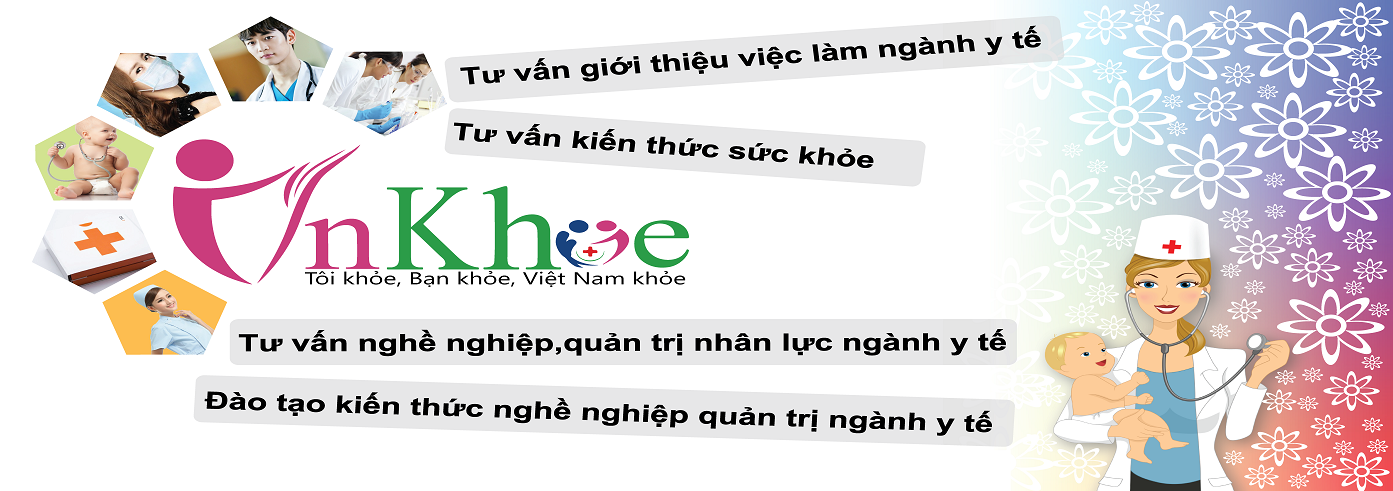 Tư vấn giới thiệu việc làm ngành y tế
Tư vấn kiến thức sức khỏe
VnKhoe
Tôi khỏe, Bạn khỏe, Việt Nam khỏe
Tư vấn nghề nghiệp,quản trị nhân lực ngành y tế
Đào tạo kiến thức nghề nghiệp quản trị ngành y tế